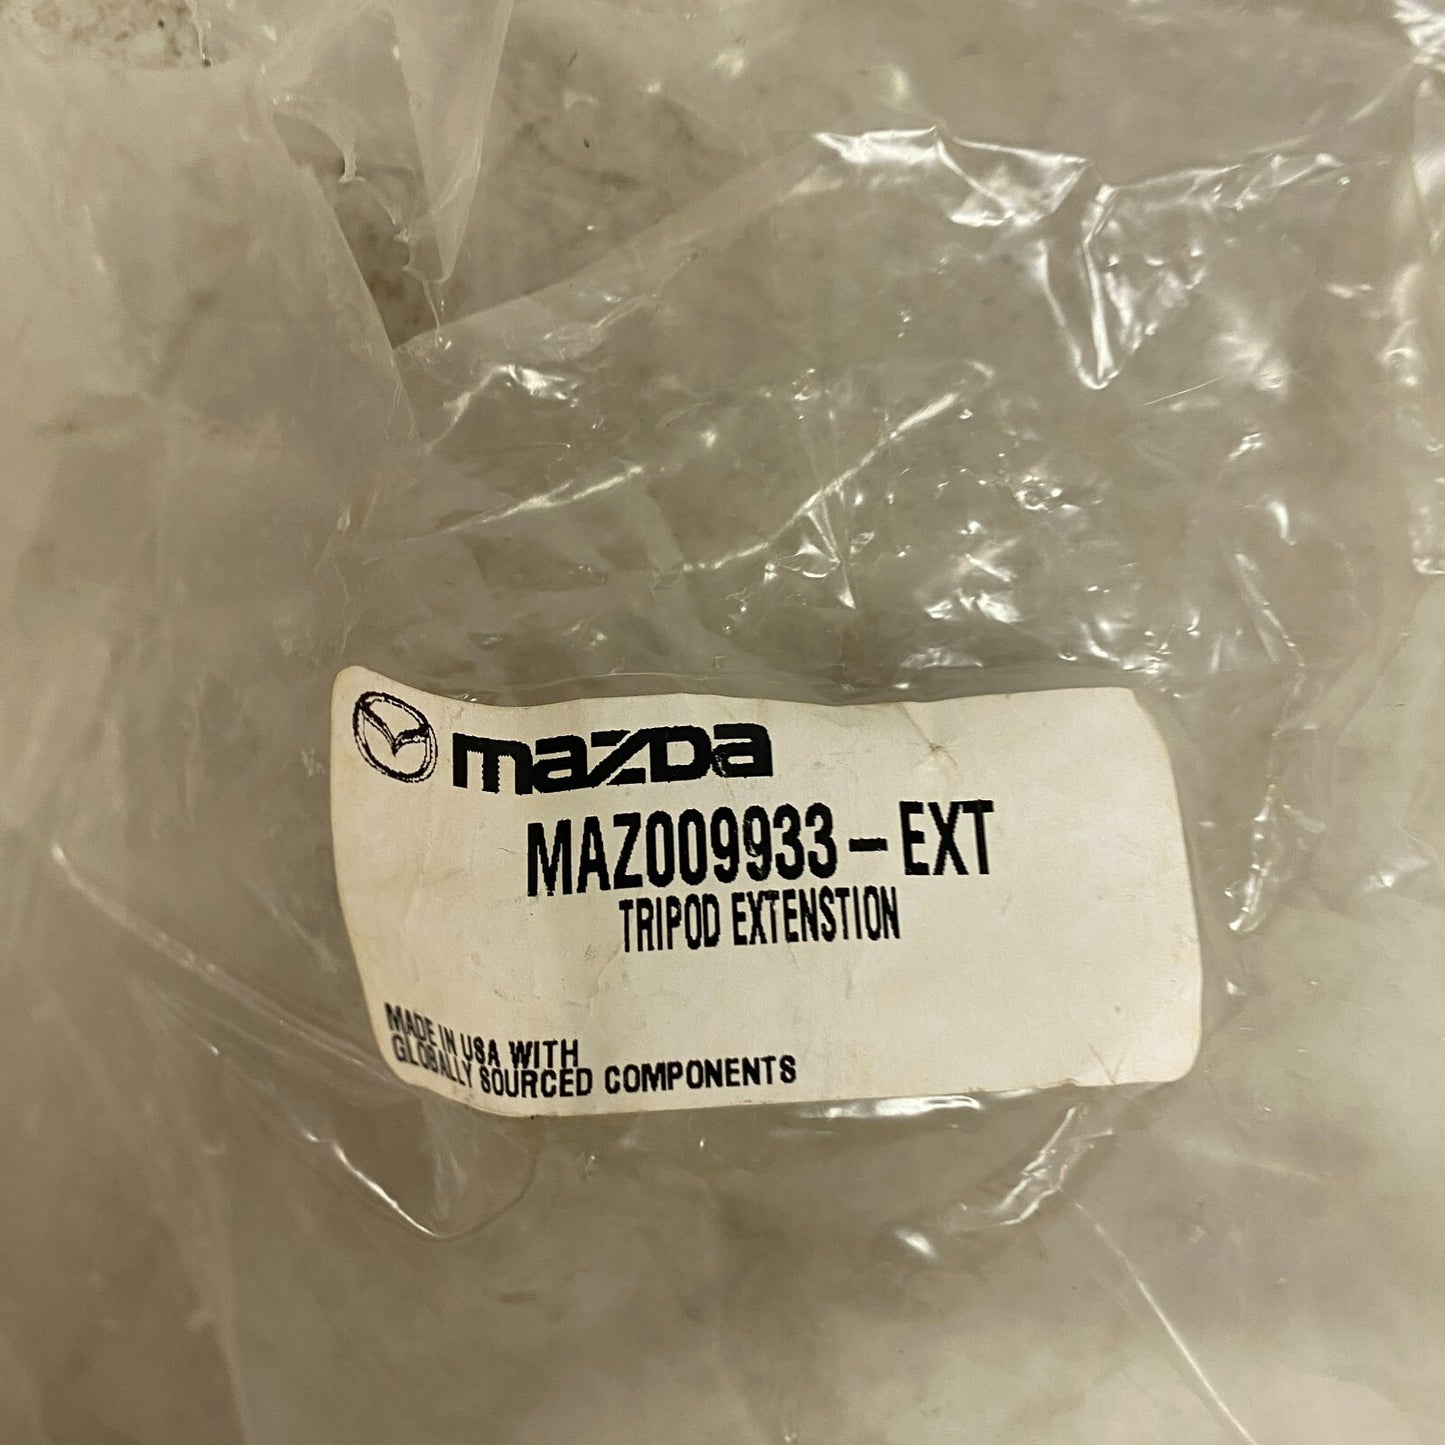 mazda
MAZ009933-EXT
TRIPOD EXTENSTION
MADE IN USA WITH
GLOBALLY SOURCED COMPONENTS